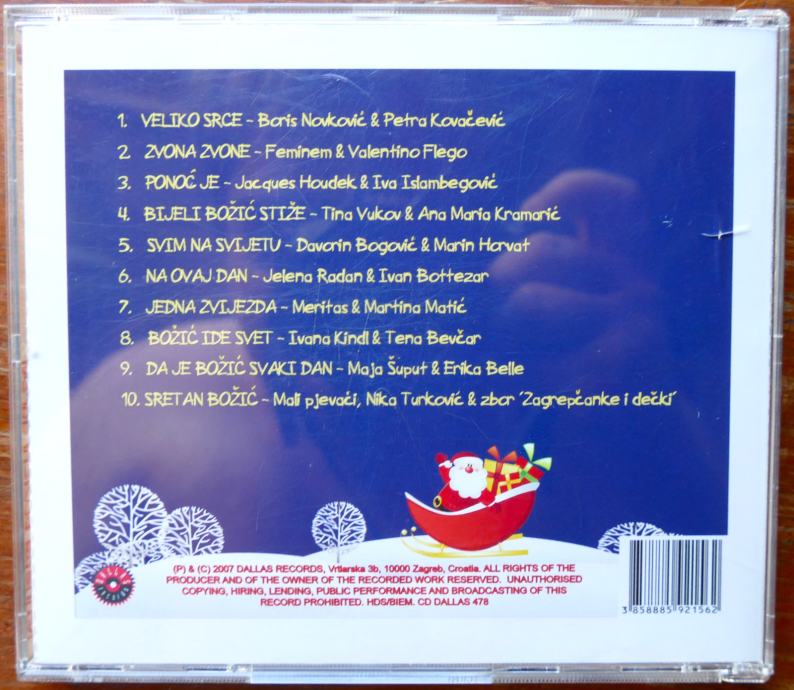 1. VELIKO SRCE - Boris Novković & Petra Kovačević
2. ZVONA ZVONE - Feminem & Valentino Flego
3. PONOĆ JE - Jacques Houdek & Iva Islambegović
4. BIJELI BOŽIĆ STIŽE - Tina Vukov & Ana Maria Kramarić
5. SVIM NA SVIJETU - Davorin Bogović & Marin Horvat
6. NA OVAJ DAN - Jelena Radan & Ivan Bottezar
7. JEDNA ZVIJEZDA - Meritas & Martina Matić
8. BOŽIĆ IDE SVET - Ivana Kindl & Tena Bevčar
9. DA JE BOŽIĆ SVAKI DAN - Maja Šuput & Erika Belle
10. SRETAN BOŽIĆ - Mali pjevači, Nika Turković & zbor 'Zagrepčanke i dečki'
(P) & (C) 2007 DALLAS RECORDS, Vrtlarska 3b, 10000 Zagreb, Croatia. ALL RIGHTS OF THE
PRODUCER AND OF THE OWNER OF THE RECORDED WORK RESERVED. UNAUTHORISED
COPYING, HIRING, LENDING, PUBLIC PERFORMANCE AND BROADCASTING OF THIS
RECORD PROHIBITED. HDS/BIEM. CD DALLAS 478
3 858885 921562